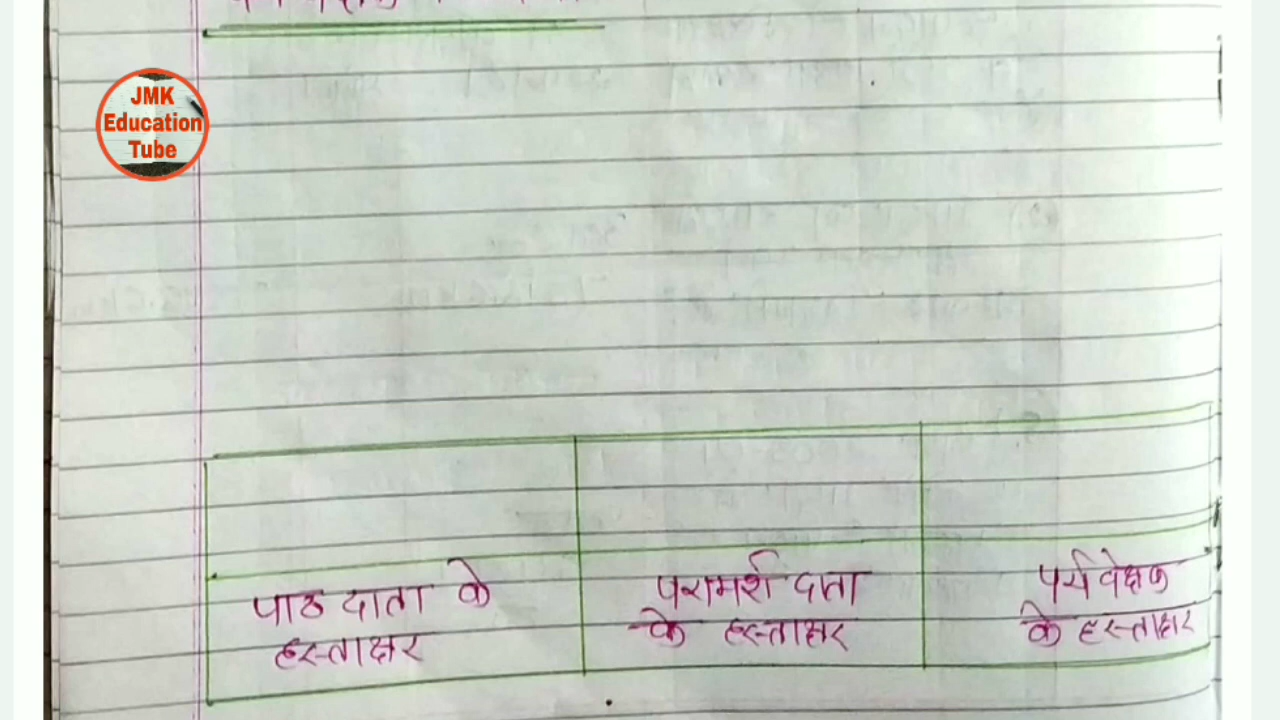 JMK
Education
Tube
पाठ दाता के
हस्ताक्षर
परामर्श दाता
के हस्ताक्षर
पर्यवेक्षक
के हस्ताक्षर